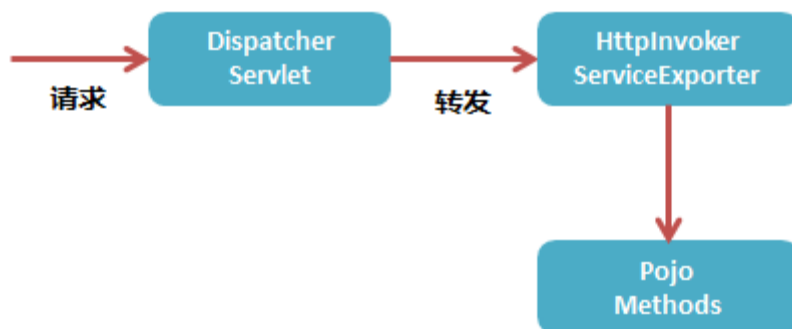 Dispatcher
Servlet
HttpInvoker
ServiceExporter
请求
转发
Pojo
Methods